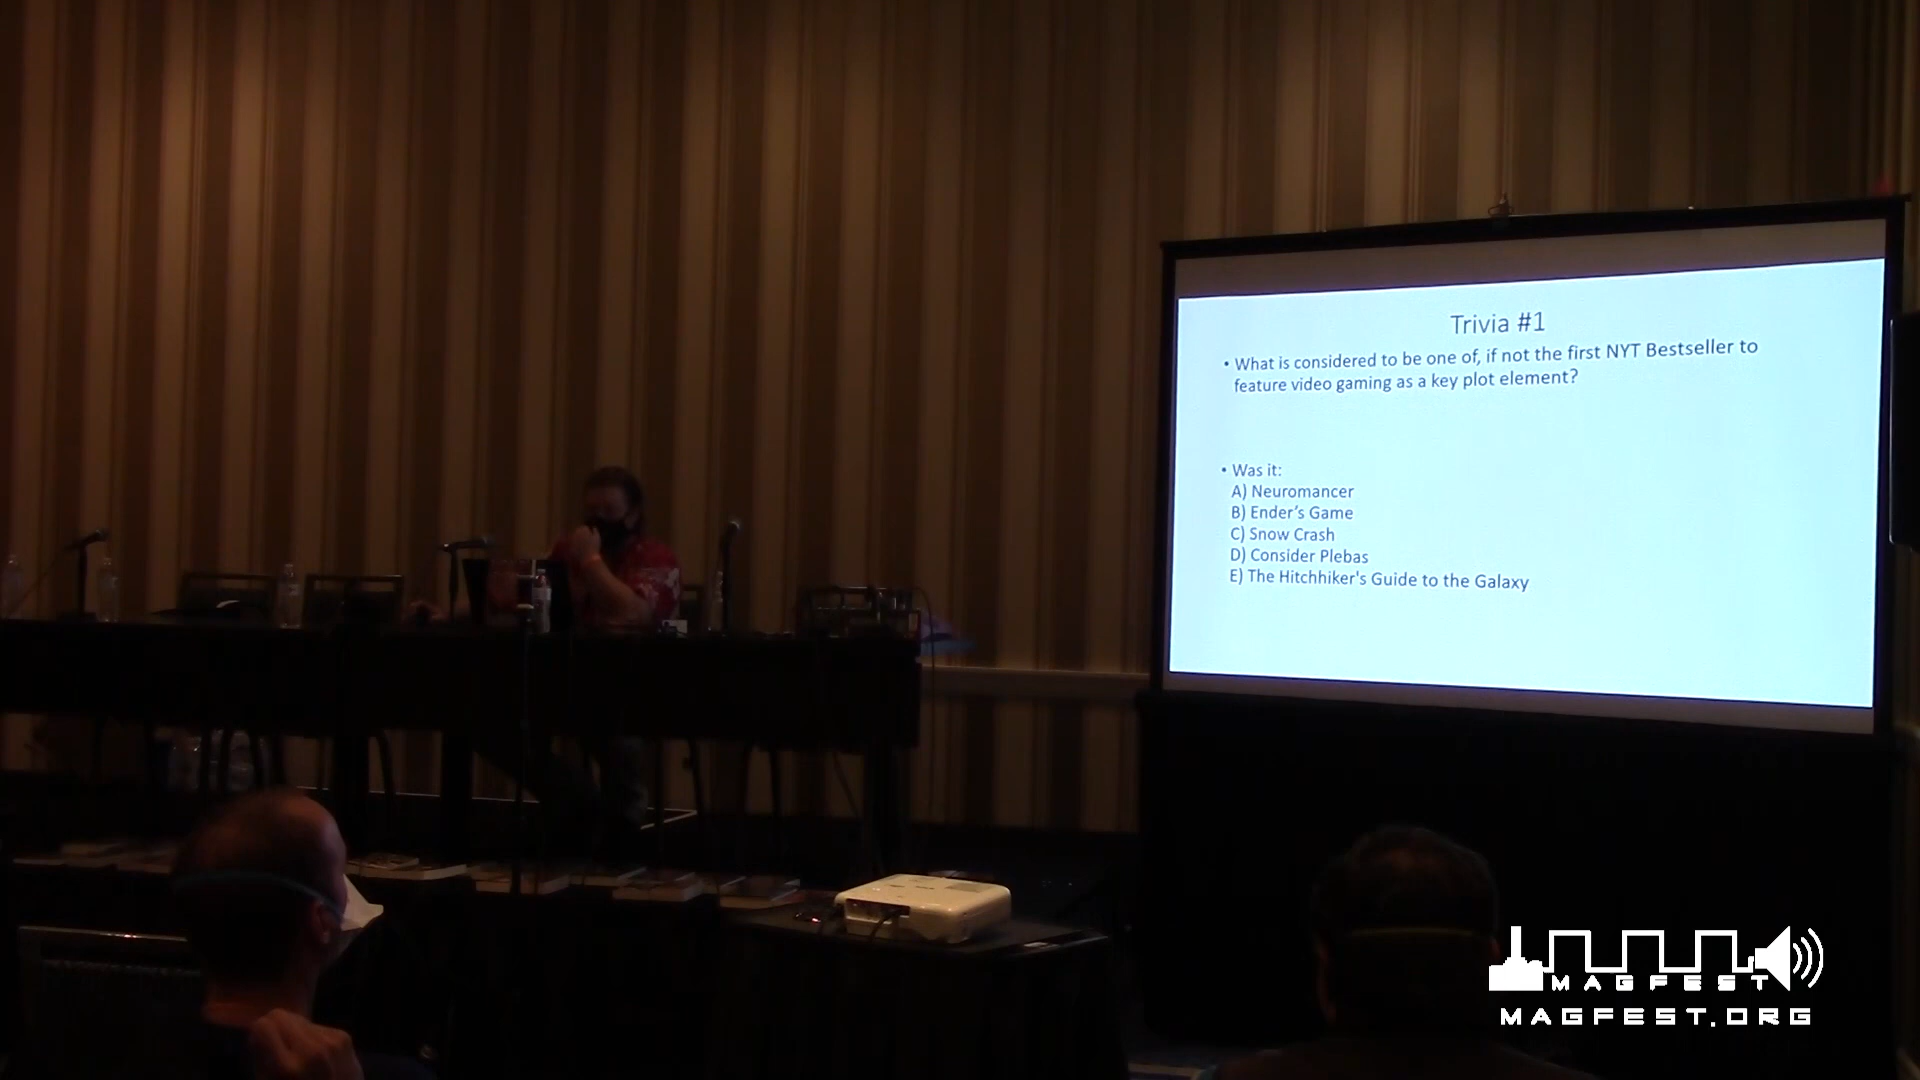 Trivia #1
• What is considered to be one of, if not the first NYT Bestseller to
feature video gaming as a key plot element?
• Was it:
A) Neuromancer
B) Ender's Game
C) Snow Crash
D) Consider Plebas
E) The Hitchhiker's Guide to the Galaxy
MAGFEST
MAGFEST.ORG